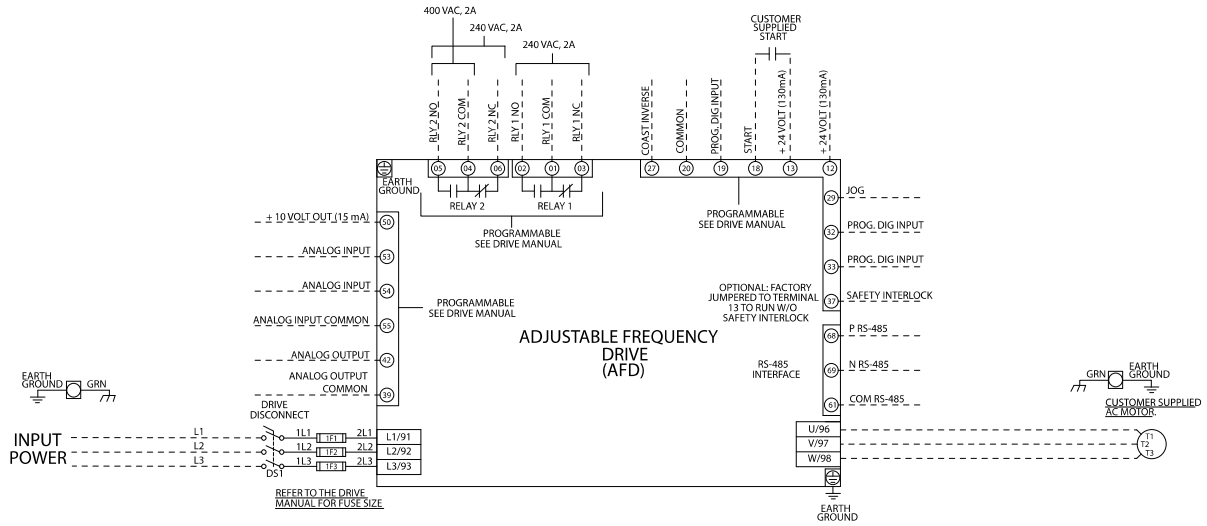 400 VAC, 2A
240 VAC, 2A
240 VAC, 2A
CUSTOMER
SUPPLIED
START
RLY 2 NO
RLY 2 COM
RLY 2 NC
RLY 1 NO
RLY 1 COM
RLY 1 NC
COAST INVERSE
COMMON
PROG. DIG INPUT
START
+ 24 VOLT (130mA)
+ 24 VOLT (130mA)
05
04
06
02
01
03
27
20
19
18
13
12
EARTH
GROUND
RELAY 2
RELAY 1
PROGRAMMABLE
SEE DRIVE MANUAL
PROGRAMMABLE
SEE DRIVE MANUAL
29
JOG
32
PROG. DIG INPUT
33
PROG. DIG INPUT
37
SAFETY INTERLOCK
+ 10 VOLT OUT (15 mA)
50
ANALOG INPUT
53
ANALOG INPUT
54
ANALOG INPUT COMMON
55
ANALOG OUTPUT
42
ANALOG OUTPUT
COMMON
39
PROGRAMMABLE
SEE DRIVE MANUAL
OPTIONAL: FACTORY
JUMPERED TO TERMINAL
13 TO RUN W/O
SAFETY INTERLOCK
ADJUSTABLE FREQUENCY
DRIVE
(AFD)
RS-485
INTERFACE
68
P RS-485
69
N RS-485
61
COM RS-485
EARTH
GROUND
GRN
GRN
EARTH
GROUND
CUSTOMER SUPPLIED
AC MOTOR.
DRIVE
DISCONNECT
INPUT
POWER
L1
1L1
1F1
2L1
L1/91
L2
1L2
1F2
2L2
L2/92
L3
1L3
1F3
2L3
L3/93
DS1
REFER TO THE DRIVE
MANUAL FOR FUSE SIZE
U/96
V/97
W/98
T1
T2
T3
EARTH
GROUND